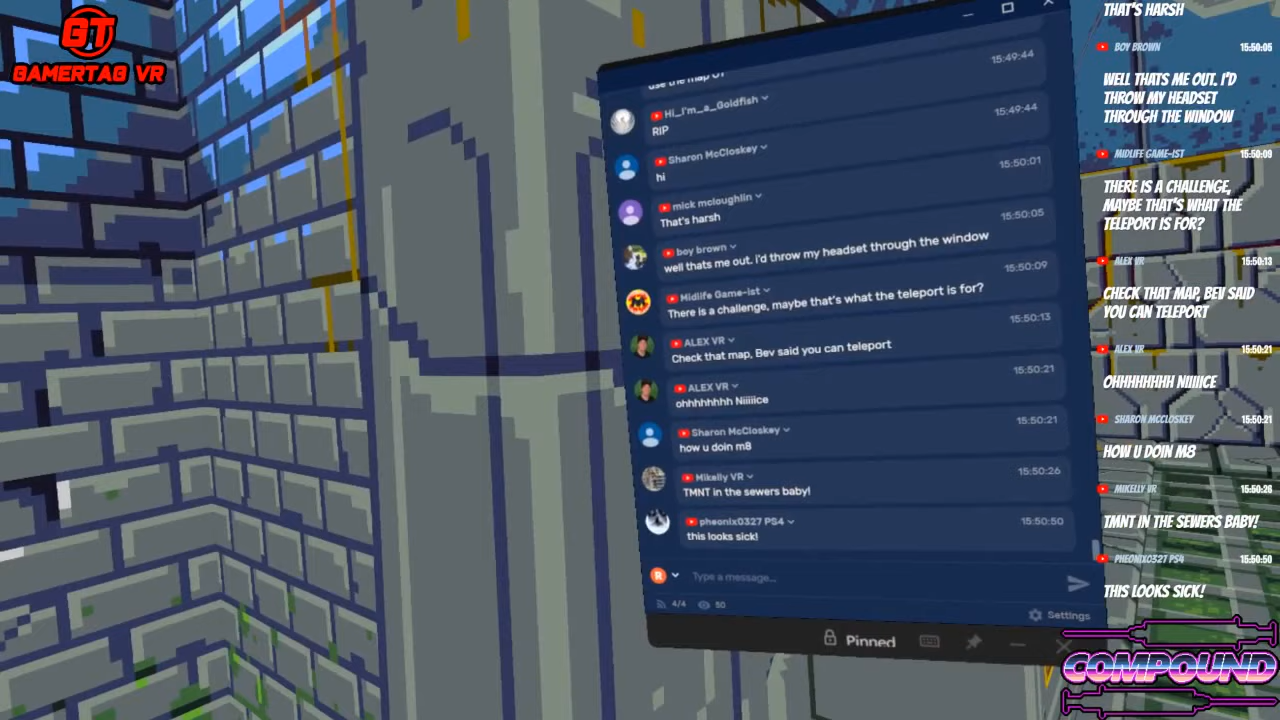 GT
GAMERTAG VR
use the map
15:49:44
Hi_I'm_a_Goldfish
15:49:44
RIP
Sharon McCloskey
15:50:01
hi
mick mcloughlin
15:50:05
That's harsh
boy brown
well thats me out. i'd throw my headset through the window
15:50:09
Midlife Game-ist
There is a challenge, maybe that's what the teleport is for?
15:50:13
ALEX VR
Check that map, Bev said you can teleport
15:50:21
ALEX VR
ohhhhhhhh Niiiiice
15:50:21
Sharon McCloskey
how u doin m8
15:50:26
Mikelly VR
TMNT in the sewers baby!
15:50:50
pheonix0327 PS4
this looks sick!
R
Type a message...
4/4
50
Settings
Pinned
THAT'S HARSH
BOY BROWN 15:50:05
WELL THATS ME OUT. I'D
THROW MY HEADSET
THROUGH THE WINDOW
MIDLIFE GAME-IST 15:50:09
THERE IS A CHALLENGE,
MAYBE THAT'S WHAT THE
TELEPORT IS FOR?
ALEX VR 15:50:13
CHECK THAT MAP, BEV SAID
YOU CAN TELEPORT
ALEX VR 15:50:21
OHHHHHHHH NIIIIICE
SHARON MCCLOSKEY 15:50:21
HOW U DOIN M8
MIKELLY VR 15:50:26
TMNT IN THE SEWERS BABY!
PHEONIX0327 PS4 15:50:50
THIS LOOKS SICK!
COMPOUND